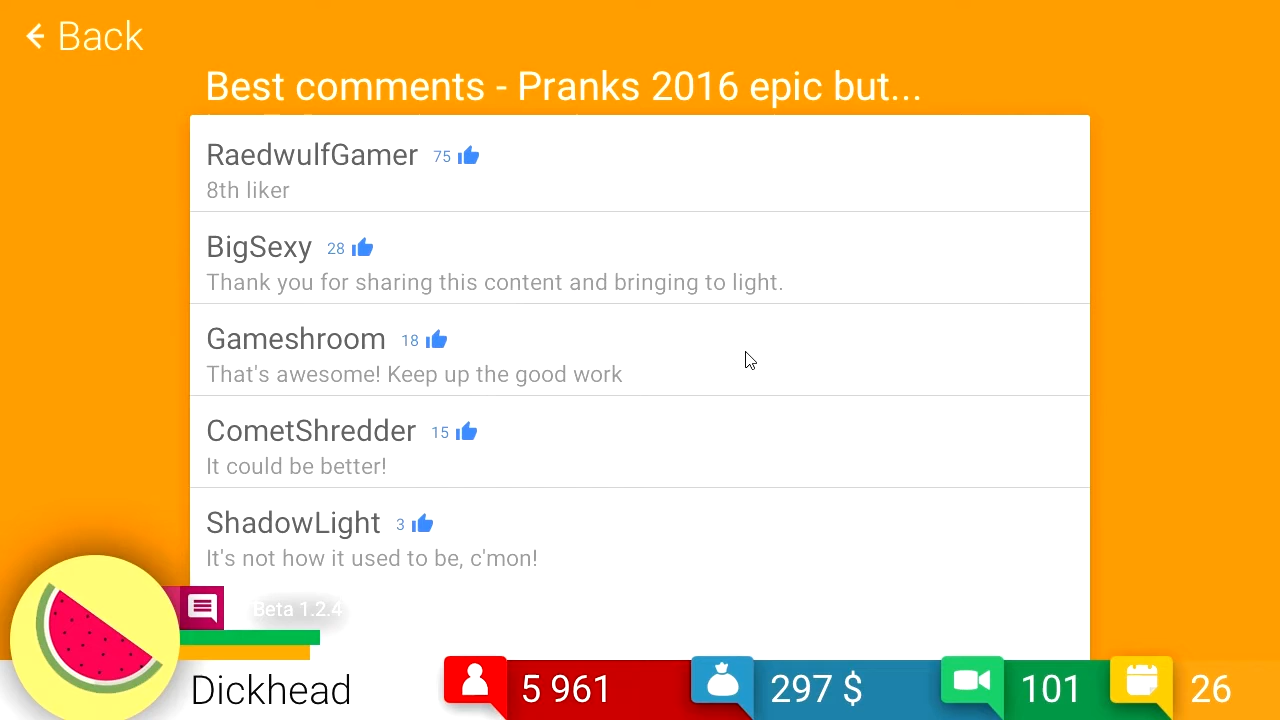 Back
Best comments - Pranks 2016 epic but...
RaedwulfGamer 75
8th liker
BigSexy 28
Thank you for sharing this content and bringing to light.
Gameshroom 18
That's awesome! Keep up the good work
CometShredder 15
It could be better!
ShadowLight 3
It's not how it used to be, c'mon!
Beta 1.2.4
Dickhead 5 961 297 $ 101 26